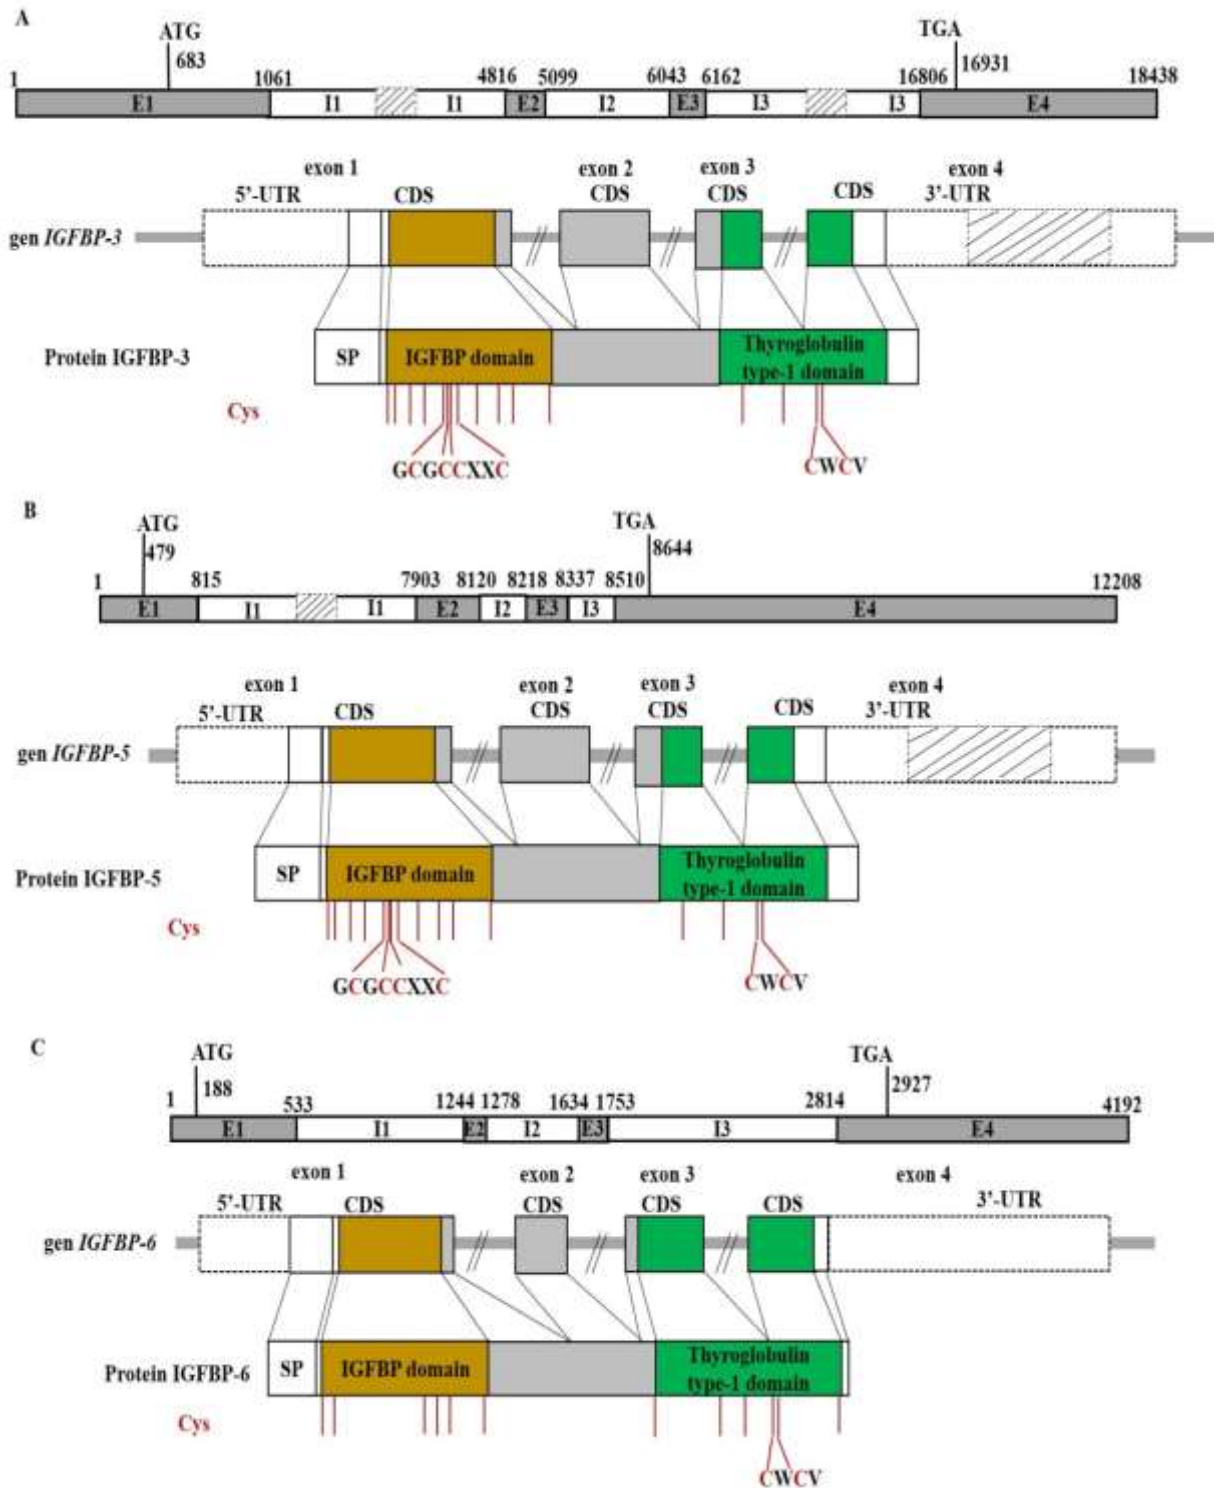 A
ATG
TGA
683
16931
1 1061 4816 5099 6043 6162 16806 18438
E1 I1 I1 E2 I2 E3 I3 I3 E4
exon 1 exon 2 exon 3 exon 4
5’-UTR CDS CDS CDS CDS 3’-UTR
gen IGFBP-3
Protein IGFBP-3 SP IGFBP domain Thyroglobulin
type-1 domain
Cys
GCGCCXXC CWCV
B
ATG TGA
479 8644
1 815 7903 8120 8218 8337 8510 12208
E1 I1 I1 E2 I2 E3 I3 E4
exon 1 exon 2 exon 3 exon 4
5’-UTR CDS CDS CDS CDS 3’-UTR
gen IGFBP-5
Protein IGFBP-5 SP IGFBP domain Thyroglobulin
type-1 domain
Cys
GCGCCXXC CWCV
C
ATG TGA
188 2927
1 533 1244 1278 1634 1753 2814 4192
E1 I1 E2 I2 E3 I3 E4
exon 1 exon 2 exon 3 exon 4
5’-UTR CDS CDS CDS CDS 3’-UTR
gen IGFBP-6
Protein IGFBP-6 SP IGFBP domain Thyroglobulin
type-1 domain
Cys
CWCV